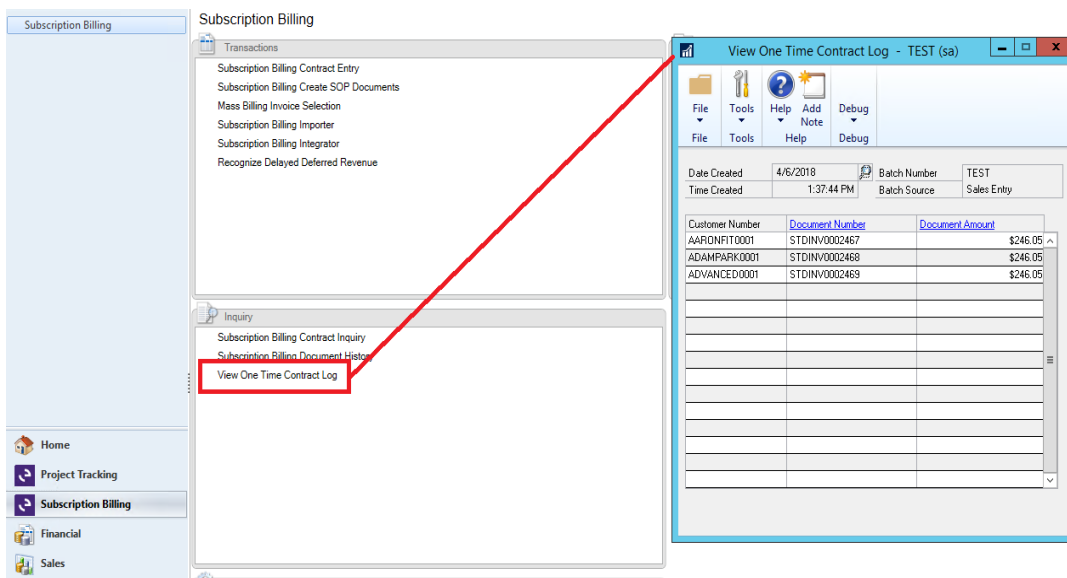 Subscription Billing
Subscription Billing
Transactions
Subscription Billing Contract Entry
Subscription Billing Create SOP Documents
Mass Billing Invoice Selection
Subscription Billing Importer
Subscription Billing Integrator
Recognize Delayed Deferred Revenue
Inquiry
Subscription Billing Contract Inquiry
Subscription Billing Document History
View One Time Contract Log
Home
Project Tracking
Subscription Billing
Financial
Sales
View One Time Contract Log - TEST (sa)
File Tools Help Add Note Debug
File Tools Help Debug
Date Created 4/6/2018 Batch Number TEST
Time Created 1:37:44 PM Batch Source Sales Entry
Customer Number Document Number Document Amount
AARONFIT0001 STDINV0002467 $246.05
ADAMPARK0001 STDINV0002468 $246.05
ADVANCED0001 STDINV0002469 $246.05